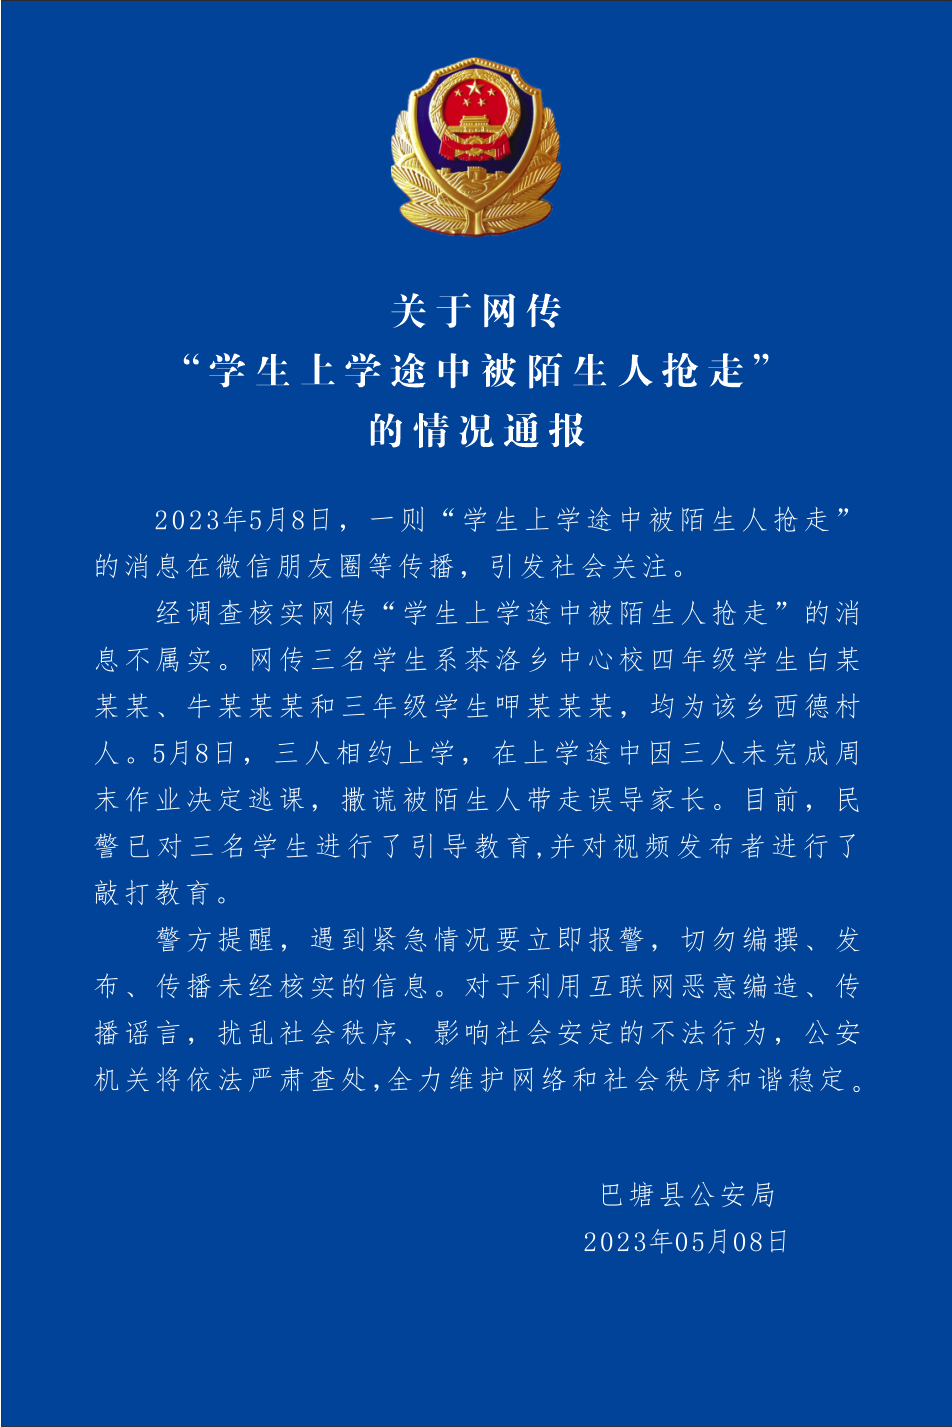 关于网传
“学生上学途中被陌生人抢走”
的情况通报
2023年5月8日，一则“学生上学途中被陌生人抢走”
的消息在微信朋友圈等传播，引发社会关注。
经调查核实网传“学生上学途中被陌生人抢走”的消
息不属实。网传三名学生系茶洛乡中心校四年级学生白某
某某、牛某某某和三年级学生呷某某某，均为该乡西德村
人。5月8日，三人相约上学，在上学途中因三人未完成周
末作业决定逃课，撒谎被陌生人带走误导家长。目前，民
警已对三名学生进行了引导教育,并对视频发布者进行了
敲打教育。
警方提醒，遇到紧急情况要立即报警，切勿编撰、发
布、传播未经核实的信息。对于利用互联网恶意编造、传
播谣言，扰乱社会秩序、影响社会安定的不法行为，公安
机关将依法严肃查处,全力维护网络和社会秩序和谐稳定。
巴塘县公安局
2023年05月08日